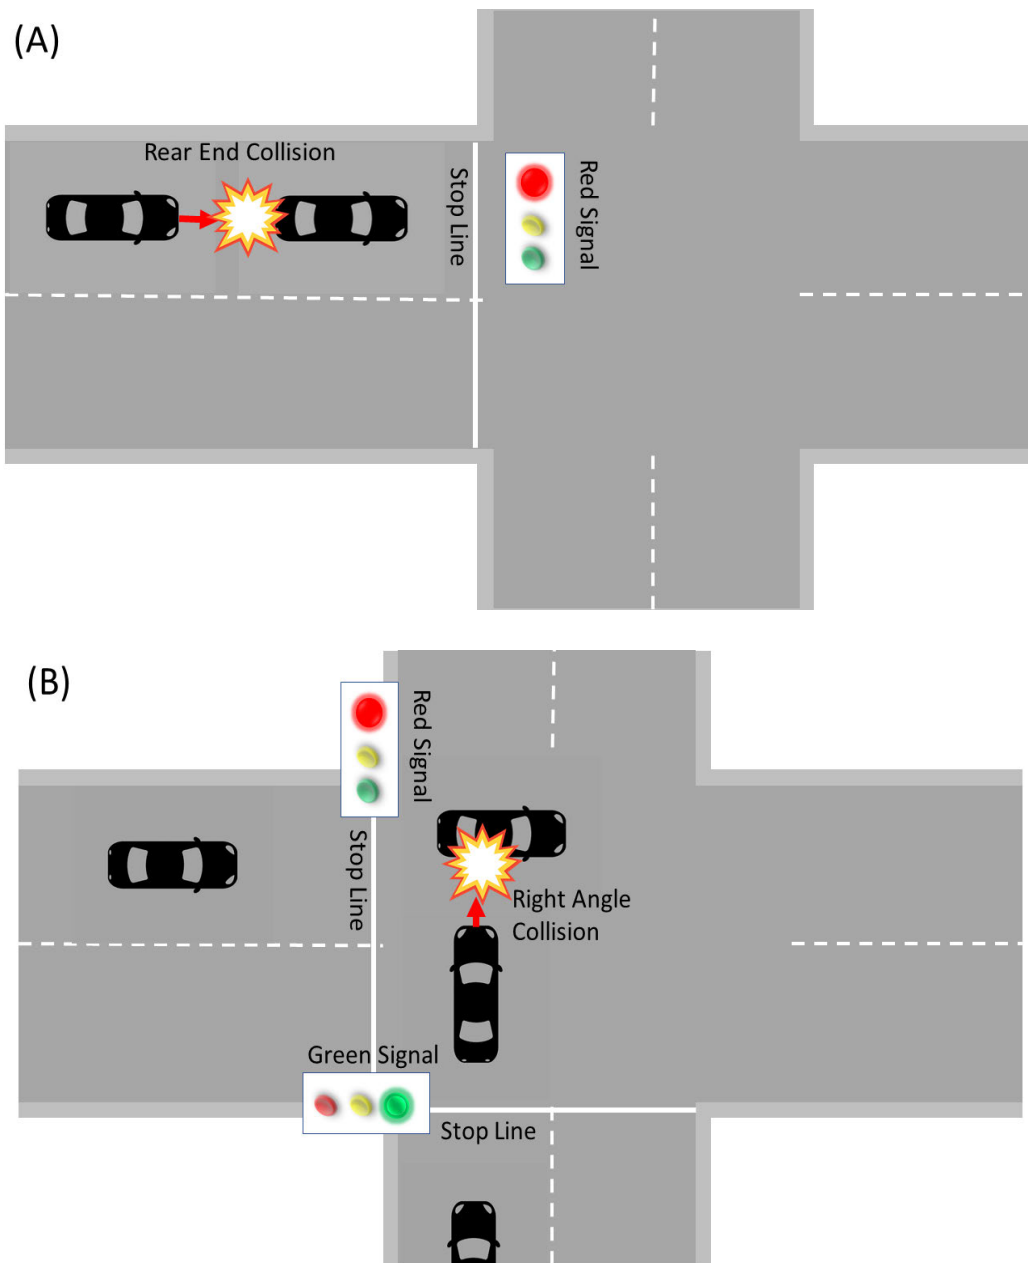 (A)
Rear End Collision
Stop Line
Red Signal
(B)
Red Signal
Stop Line
Right Angle
Collision
Green Signal
Stop Line